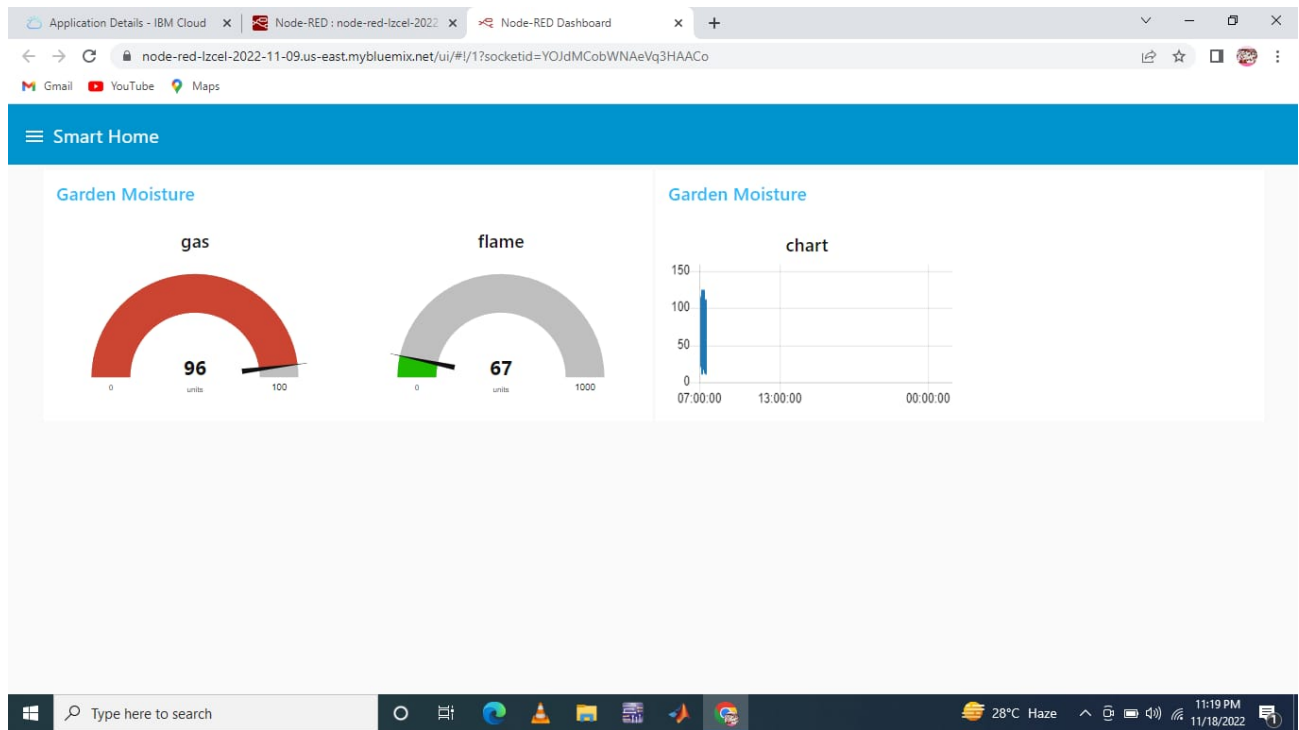 Application Details - IBM Cloud
Node-RED : node-red-lzcel-2022
Node-RED Dashboard
node-red-lzcel-2022-11-09.us-east.mybluemix.net/ui/#!/1?socketid=YOJdMCobWNAeVq3HAACo
Gmail YouTube Maps
Smart Home
Garden Moisture
gas
96
0 units 100
flame
67
0 units 1000
Garden Moisture
chart
150
100
50
0
07:00:00 13:00:00 00:00:00
Type here to search
28°C Haze
11:19 PM
11/18/2022
1